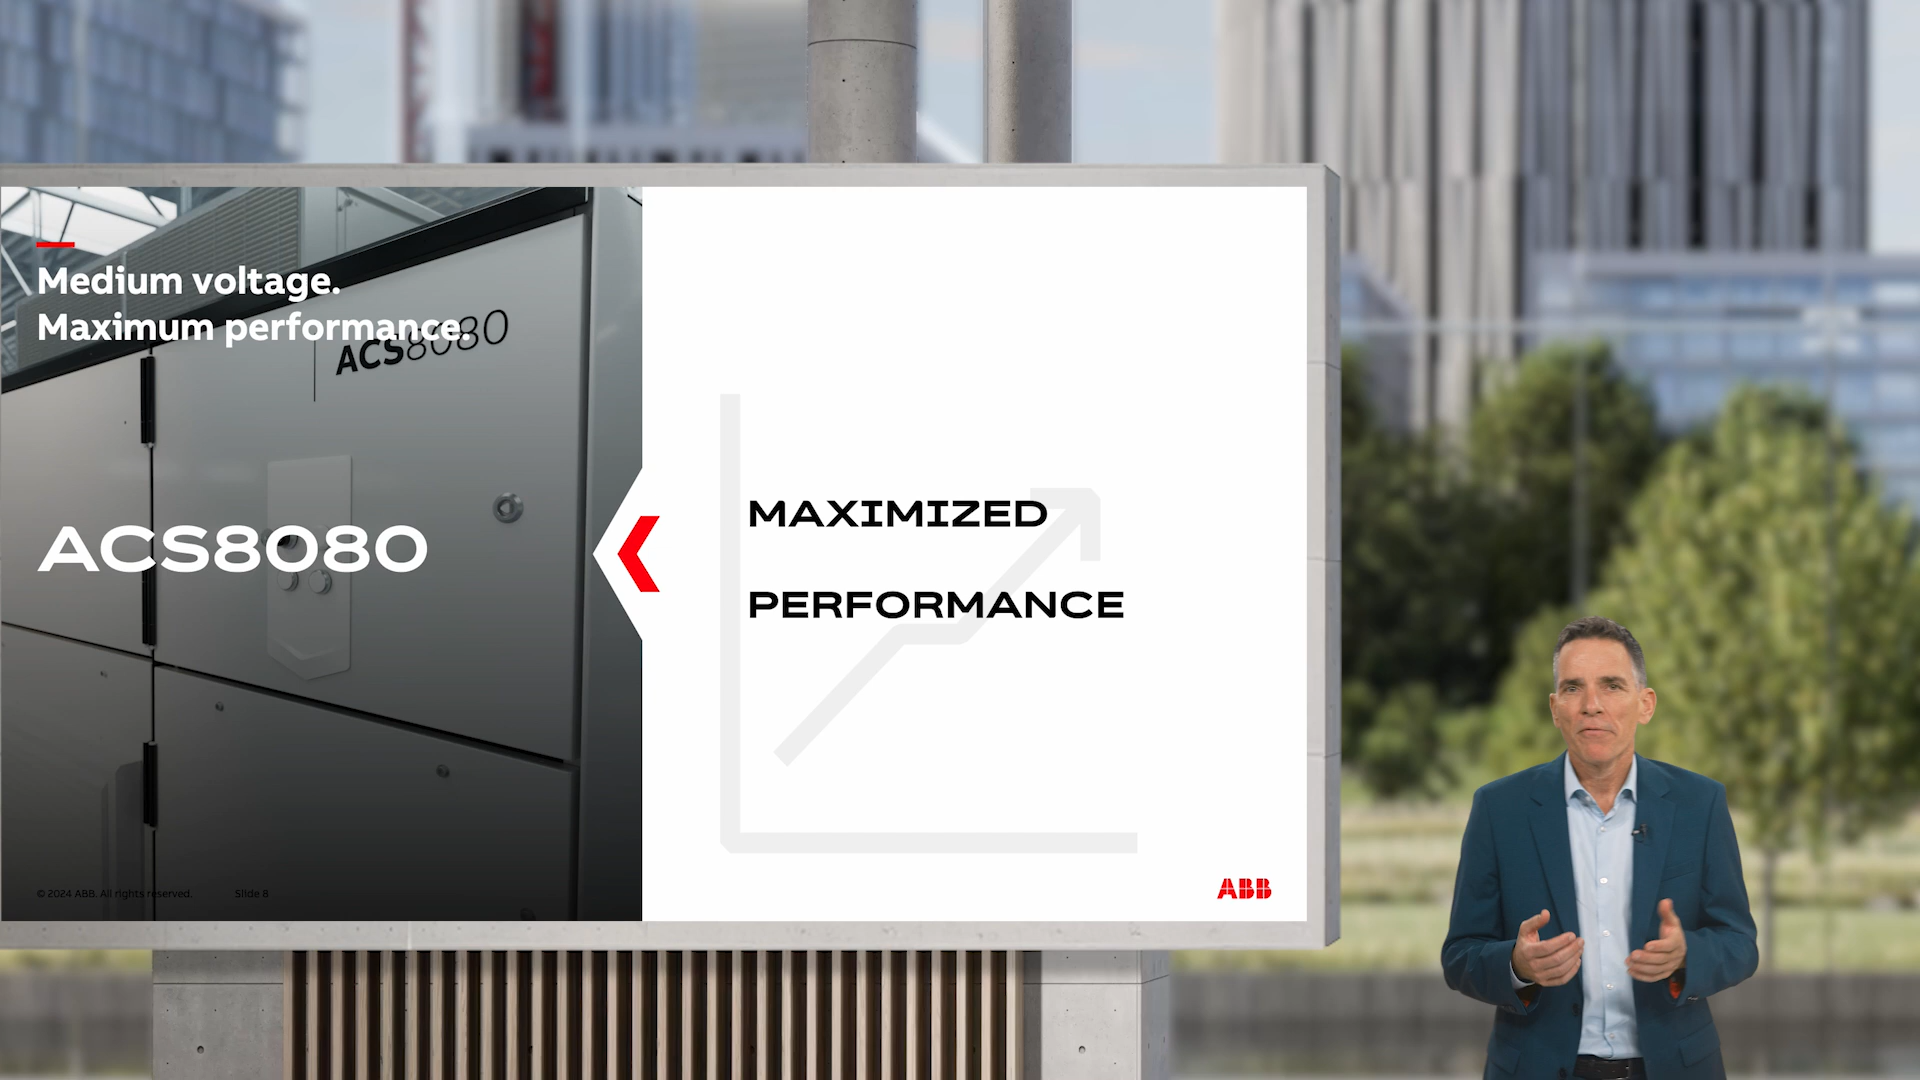 Medium voltage.
Maximum performance.
ACS8080
ACS8080
© 2024 ABB. All rights reserved. Slide 8
MAXIMIZED
PERFORMANCE
ABB